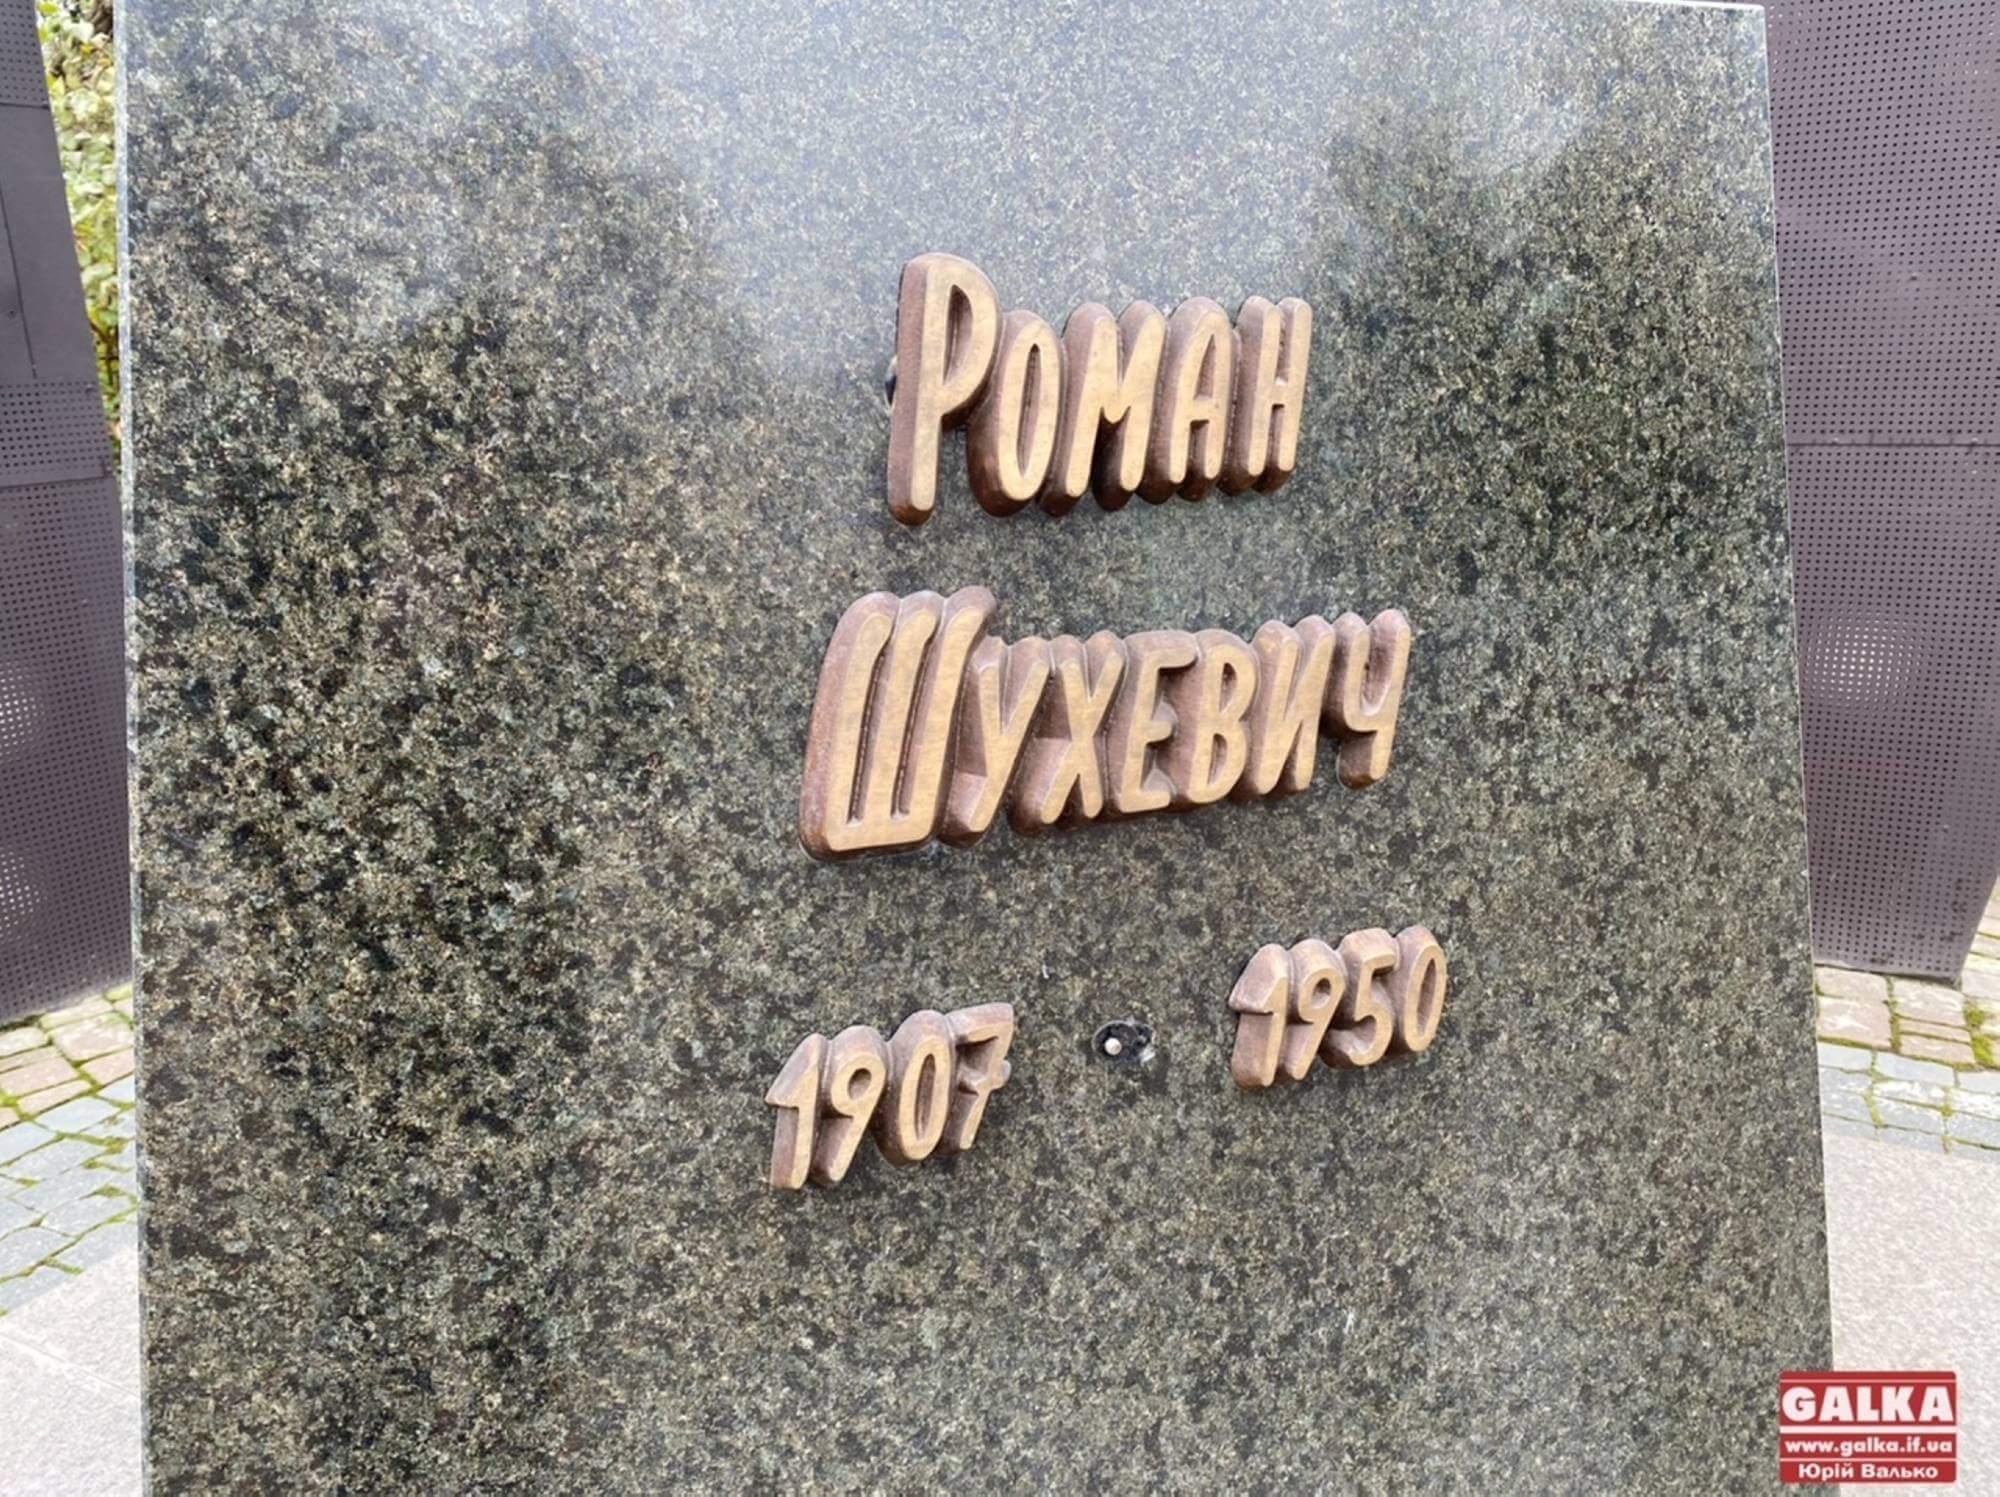 Роман
Шухевич
1907 1950
GALKA
www.galka.if.ua
Юрій Валько